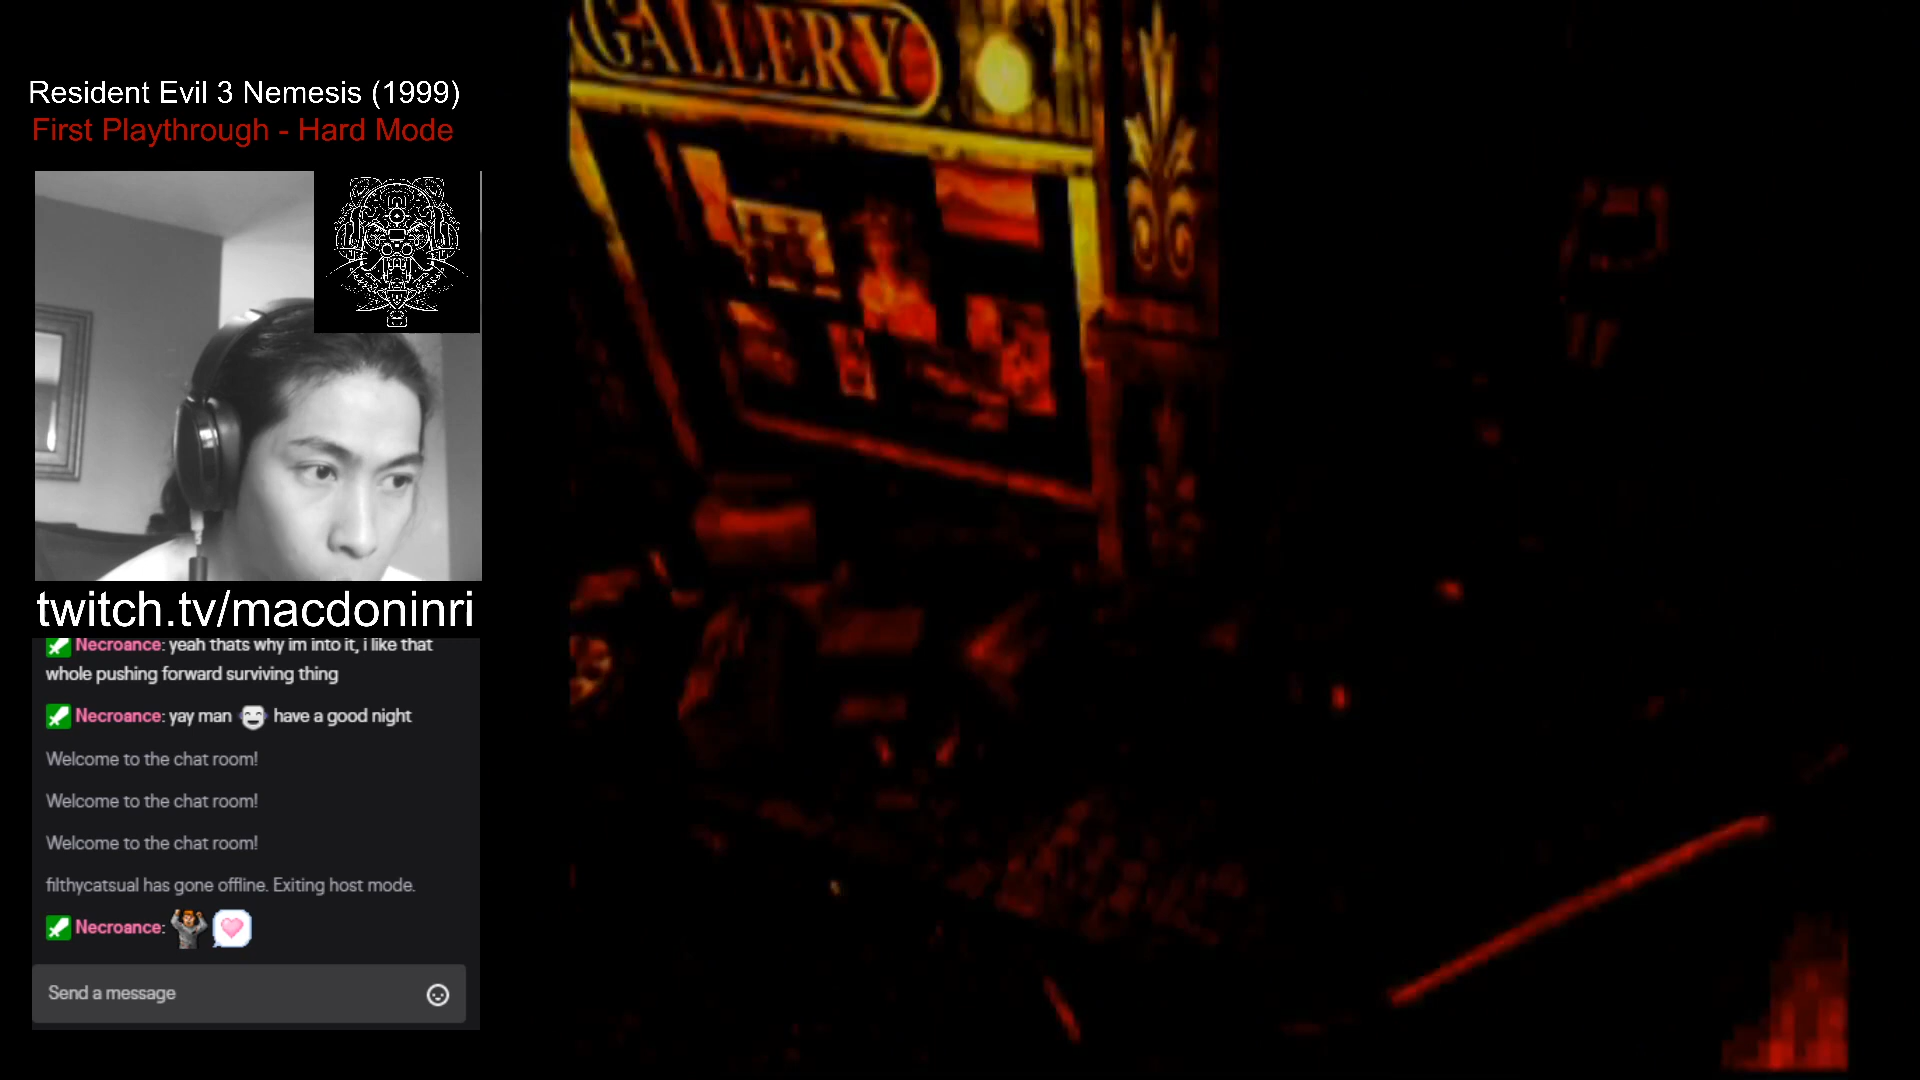 GALLERY
Resident Evil 3 Nemesis (1999)
First Playthrough - Hard Mode
twitch.tv/macdoninri
Necroance: yeah thats why im into it, i like that
whole pushing forward surviving thing
Necroance: yay man have a good night
Welcome to the chat room!
Welcome to the chat room!
Welcome to the chat room!
filthycatsual has gone offline. Exiting host mode.
Necroance:
Send a message